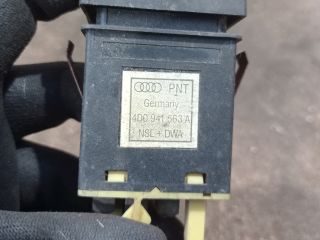 PNT
Germany
4D0 941 563 A
NSL + DWA